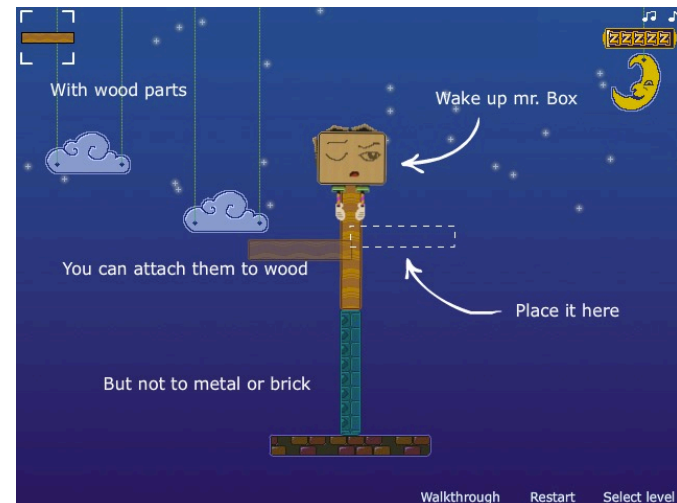 ZZZZZ
With wood parts
Wake up mr. Box
You can attach them to wood
Place it here
But not to metal or brick
Walkthrough Restart Select level